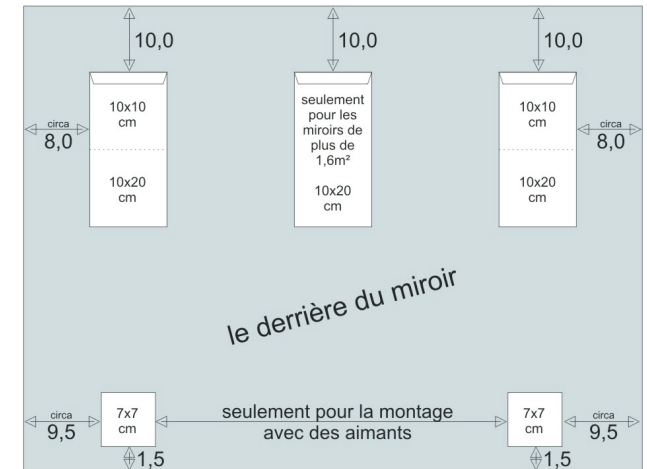 10,0
10,0
10,0
10x10
cm
10x20
cm
circa
8,0
seulement
pour les
miroirs de
plus de
1,6m²
10x20
cm
10x10
cm
10x20
cm
circa
8,0
le derrière du miroir
circa
9,5
7x7
cm
1,5
seulement pour la montage
avec des aimants
7x7
cm
1,5
circa
9,5